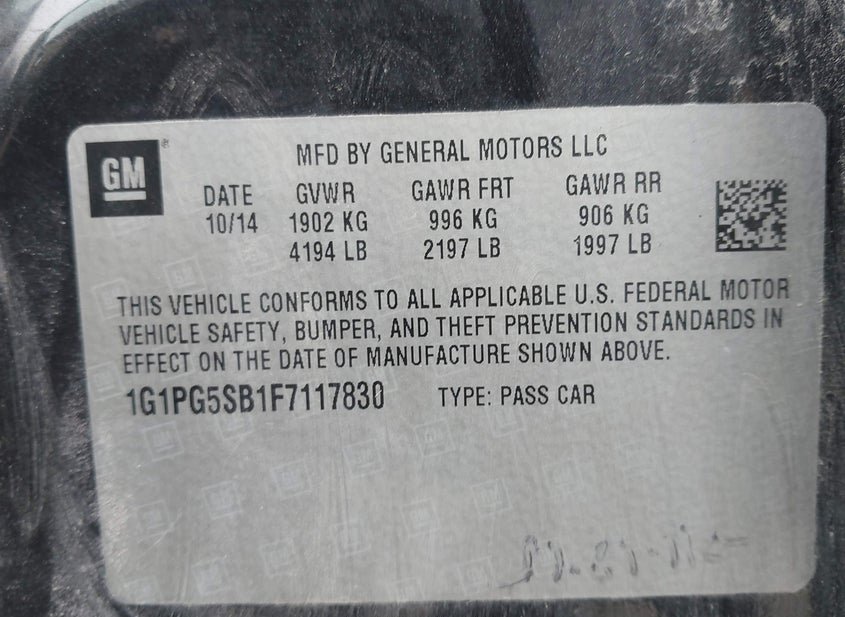 GM
MFD BY GENERAL MOTORS LLC
DATE GVWR GAWR FRT GAWR RR
10/14 1902 KG 996 KG 906 KG
4194 LB 2197 LB 1997 LB
THIS VEHICLE CONFORMS TO ALL APPLICABLE U.S. FEDERAL MOTOR
VEHICLE SAFETY, BUMPER, AND THEFT PREVENTION STANDARDS IN
EFFECT ON THE DATE OF MANUFACTURE SHOWN ABOVE.
1G1PG5SB1F7117830 TYPE: PASS CAR